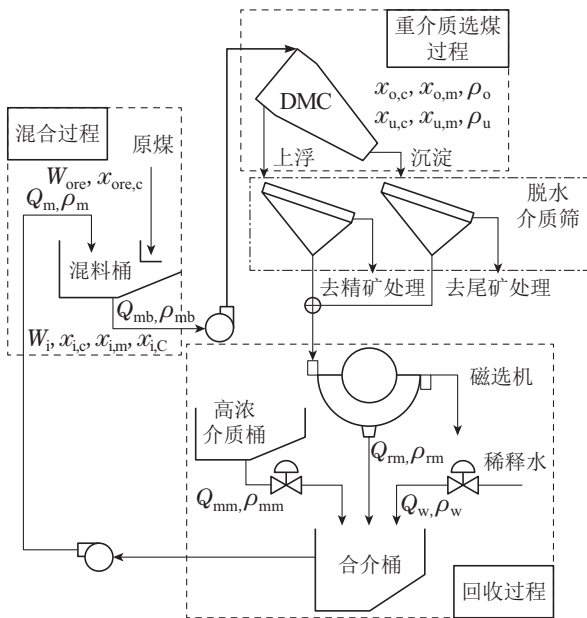 重介质选煤
过程
DMC
x_{o,c}, x_{o,m}, ρ_o
x_{u,c}, x_{u,m}, ρ_u
上浮
沉淀
混合过程
原煤
W_{ore}, x_{ore,c}
Q_m, ρ_m
混料桶
Q_{mb}, ρ_{mb}
W_i, x_{i,c}, x_{i,m}, x_{i,C}
脱水
介质筛
去精矿处理
去尾矿处理
磁选机
高浓
介质桶
Q_{rm}, ρ_{rm}
稀释水
Q_{mm}, ρ_{mm}
Q_w, ρ_w
合介桶
回收过程